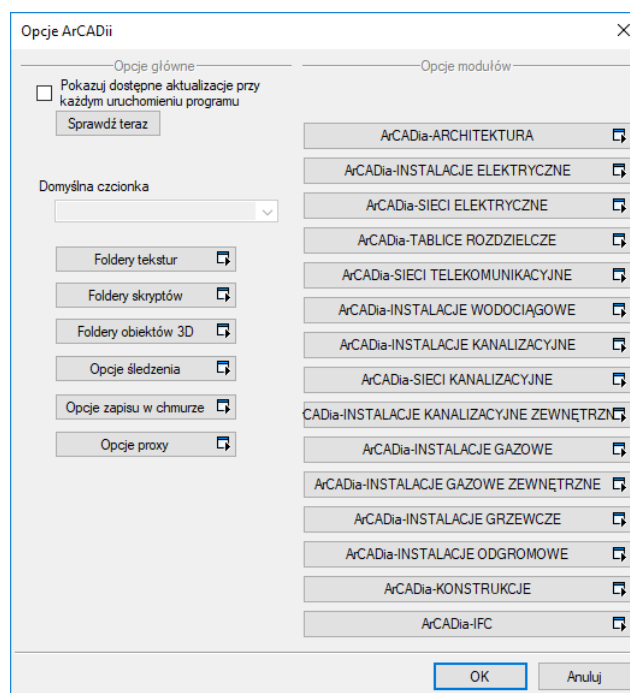 Opcje ArCADii
Opcje główne
Pokazuj dostępne aktualizacje przy
każdym uruchomieniu programu
Sprawdź teraz
Domyślna czcionka
Foldery tekstur
Foldery skryptów
Foldery obiektów 3D
Opcje śledzenia
Opcje zapisu w chmurze
Opcje proxy
Opcje modułów
ArCADia-ARCHITEKTURA
ArCADia-INSTALACJE ELEKTRYCZNE
ArCADia-SIECI ELEKTRYCZNE
ArCADia-TABLICE ROZDZIELCZE
ArCADia-SIECI TELEKOMUNIKACYJNE
ArCADia-INSTALACJE WODOCIĄGOWE
ArCADia-INSTALACJE KANALIZACYJNE
ArCADia-SIECI KANALIZACYJNE
CADia-INSTALACJE KANALIZACYJNE ZEWNĘTRZN
ArCADia-INSTALACJE GAZOWE
ArCADia-INSTALACJE GAZOWE ZEWNĘTRZNE
ArCADia-INSTALACJE GRZEWCZE
ArCADia-INSTALACJE ODGROMOWE
ArCADia-KONSTRUKCJE
ArCADia-IFC
OK
Anuluj